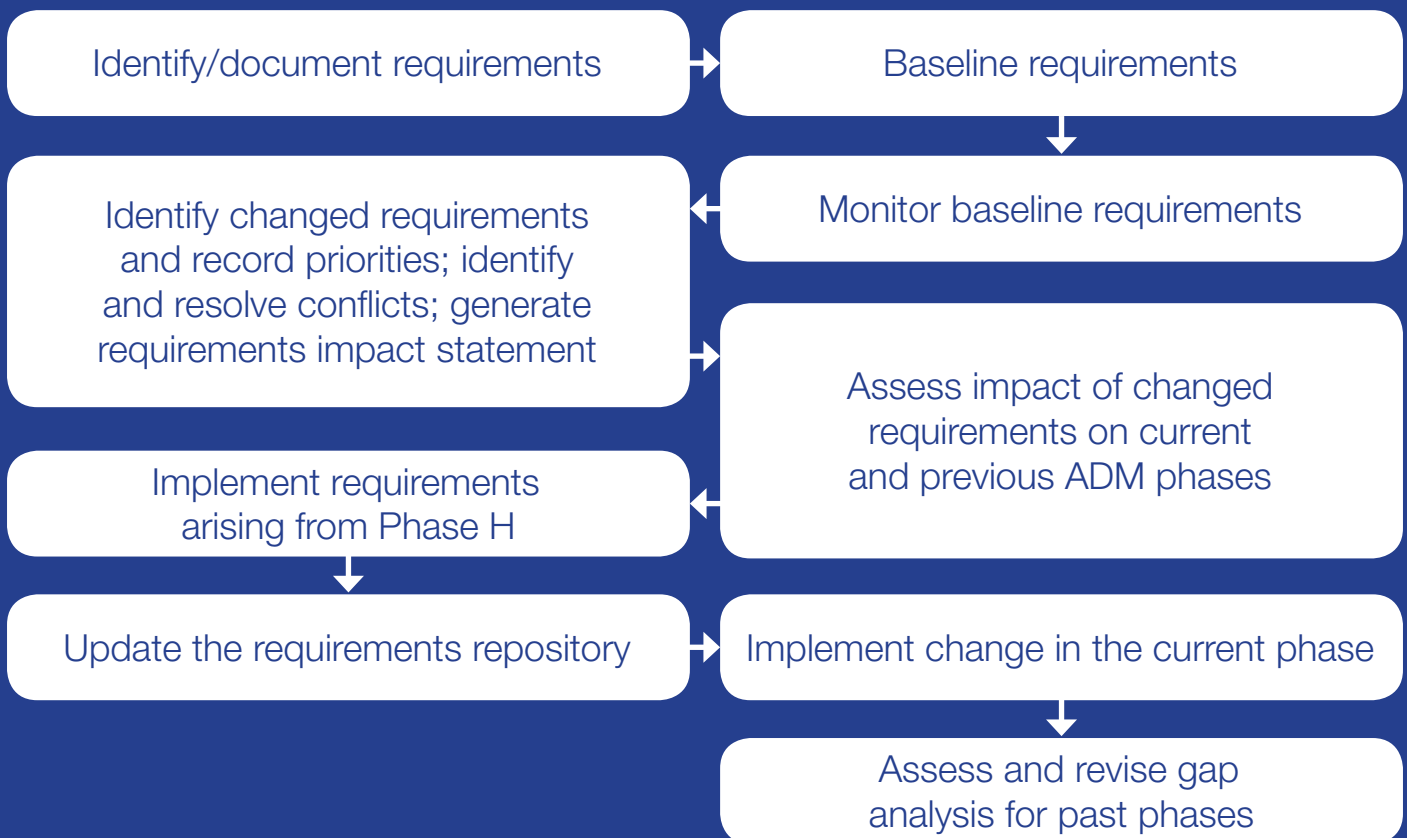 Identify/document requirements
Baseline requirements
Monitor baseline requirements
Identify changed requirements
and record priorities; identify
and resolve conflicts; generate
requirements impact statement
Assess impact of changed
requirements on current
and previous ADM phases
Implement requirements
arising from Phase H
Update the requirements repository
Implement change in the current phase
Assess and revise gap
analysis for past phases